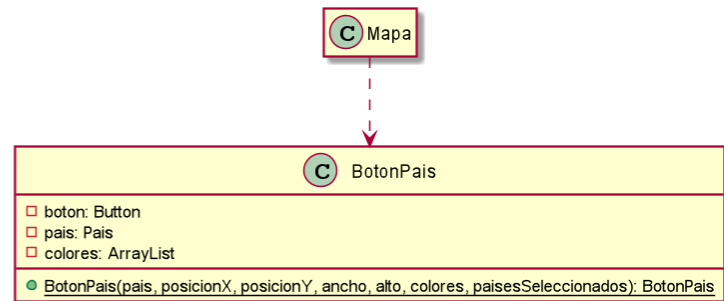 C Mapa
C BotonPais
boton: Button
pais: Pais
colores: ArrayList
BotonPais(pais, posicionX, posicionY, ancho, alto, colores, paisesSeleccionados): BotonPais